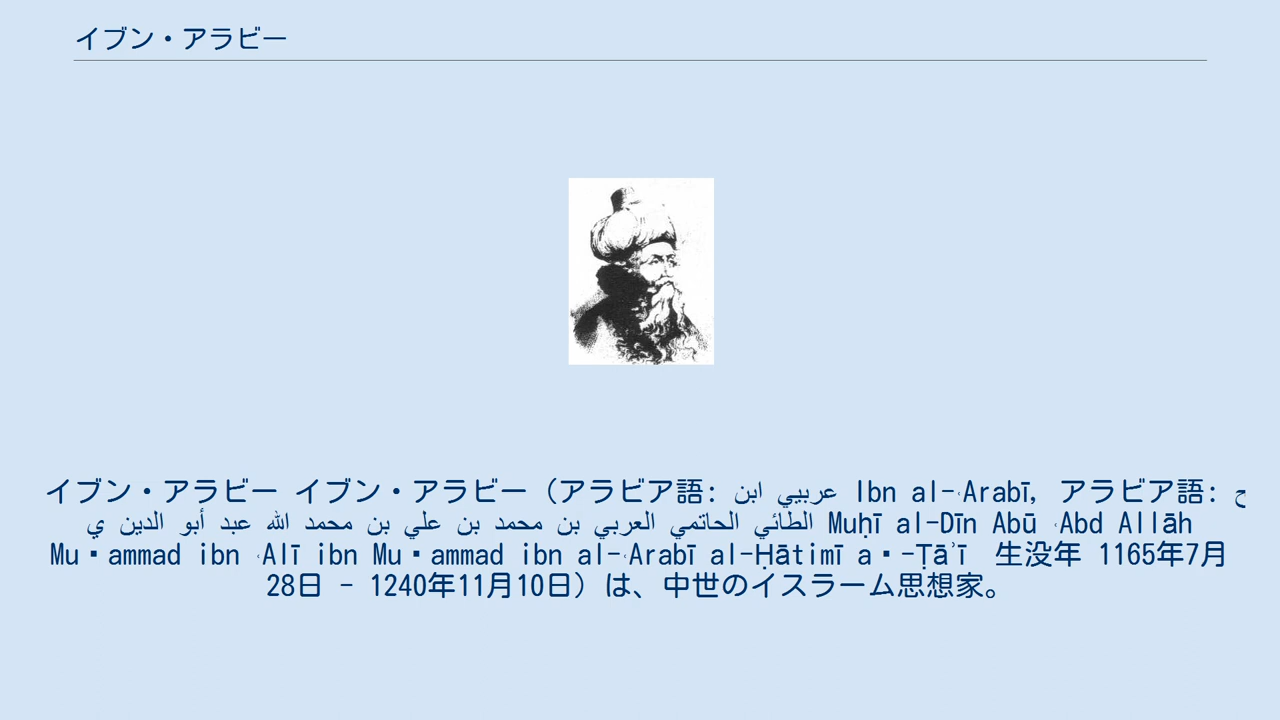 イブン・アラビー
イブン・アラビー イブン・アラビー（アラビア語: عربيي ابن Ibn al-ʿArabī, アラビア語: ح
ي الدين أبو عبد الله محمد بن علي بن محمد بن العربي الحاتمي الطائي Muḥī al-Dīn Abū ʿAbd Allāh
Mu▪ammad ibn ʿAlī ibn Mu▪ammad ibn al-ʿArabī al-Ḥātimī a▪-Ṭāʾī 生没年 1165年7月
28日 - 1240年11月10日）は、中世のイスラーム思想家。